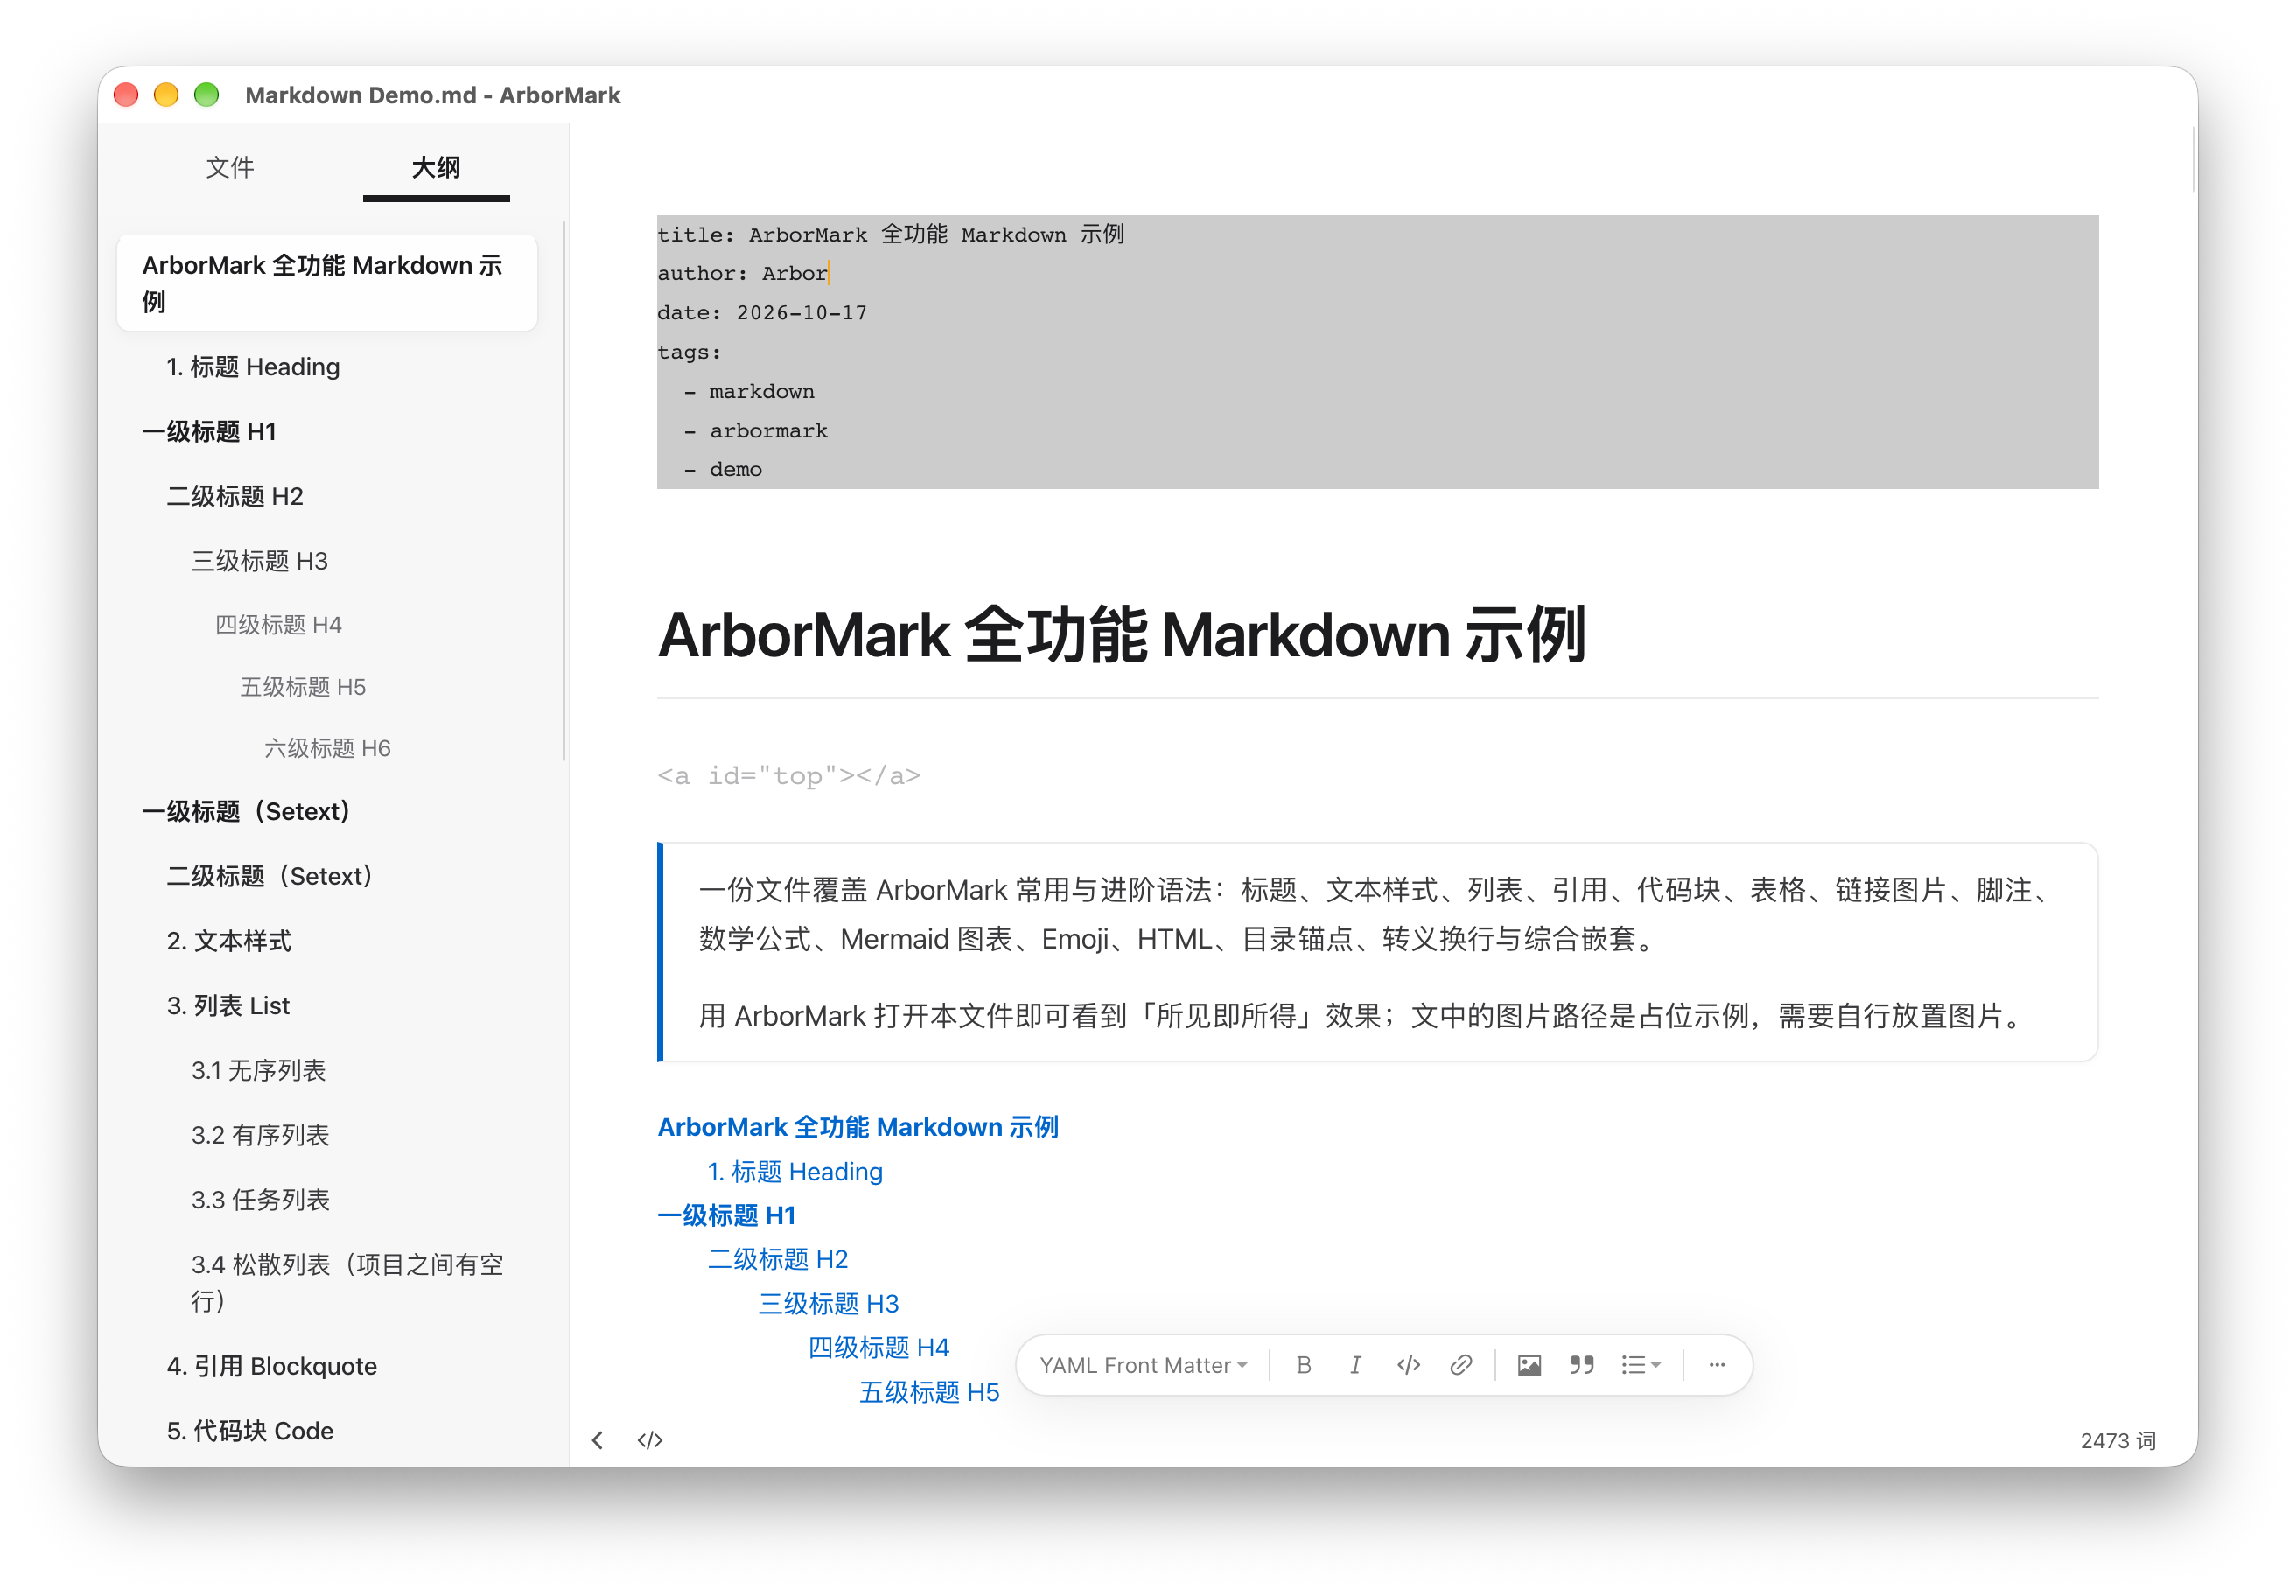 Markdown Demo.md - ArborMark
文件
大纲
ArborMark 全功能 Markdown 示
例
1. 标题 Heading
一级标题 H1
二级标题 H2
三级标题 H3
四级标题 H4
五级标题 H5
六级标题 H6
一级标题（Setext）
二级标题（Setext）
2. 文本样式
3. 列表 List
3.1 无序列表
3.2 有序列表
3.3 任务列表
3.4 松散列表（项目之间有空
行）
4. 引用 Blockquote
5. 代码块 Code
title: ArborMark 全功能 Markdown 示例
author: Arbor
date: 2026-10-17
tags:
  - markdown
  - arbormark
  - demo
ArborMark 全功能 Markdown 示例
<a id="top"></a>
一份文件覆盖 ArborMark 常用与进阶语法：标题、文本样式、列表、引用、代码块、表格、链接图片、脚注、
数学公式、Mermaid 图表、Emoji、HTML、目录锚点、转义换行与综合嵌套。
用 ArborMark 打开本文件即可看到「所见即所得」效果；文中的图片路径是占位示例，需要自行放置图片。
ArborMark 全功能 Markdown 示例
1. 标题 Heading
一级标题 H1
二级标题 H2
三级标题 H3
四级标题 H4
五级标题 H5
YAML Front Matter
B I </>
</>
2473 词